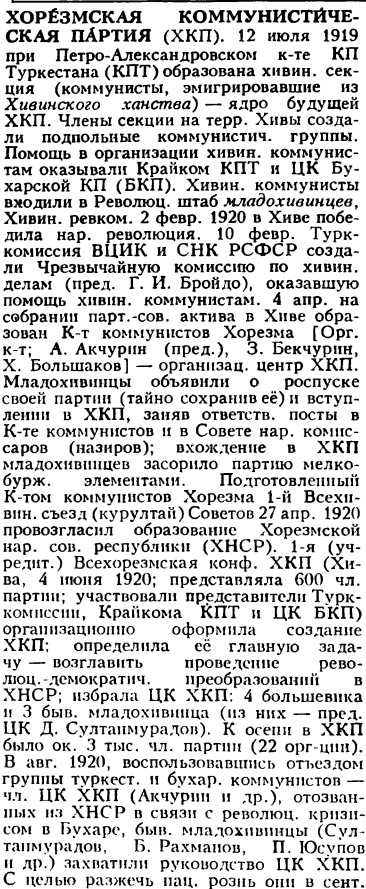 ХОРЕ́ЗМСКАЯ КОММУНИСТИ́ЧЕ-
СКАЯ ПА́РТИЯ (ХКП). 12 июля 1919
при Петро-Александровском к-те КП
Туркестана (КПТ) образована хивин. сек-
ция (коммунисты, эмигрировавшие из
Хивинского ханства) — ядро будущей
ХКП. Члены секции на терр. Хивы созда-
ли подпольные коммунистич. группы.
Помощь в организации хивин. коммунис-
там оказывали Крайком КПТ и ЦК Бу-
харской КП (БКП). Хивин. коммунисты
входили в Революц. штаб младохивинцев,
Хивин. ревком. 2 февр. 1920 в Хиве побе-
дила нар. революция. 10 февр. Турк-
комиссия ВЦИК и СНК РСФСР созда-
ли Чрезвычайную комиссию по хивин.
делам (пред. Г. И. Бройдо), оказавшую
помощь хивин. коммунистам. 4 апр. на
собрании парт.-сов. актива в Хиве обра-
зован К-т коммунистов Хорезма [Орг.
к-т; А. Акчурин (пред.), З. Бекчурин,
Х. Большаков] — организац. центр ХКП.
Младохивинцы объявили о роспуске
своей партии (тайно сохранив её) и вступ-
лении в ХКП, заняв ответств. посты в
К-те коммунистов и в Совете нар. комис-
саров (назиров); вхождение в ХКП
младохивинцев засорило партию мелко-
бурж. элементами. Подготовленный
К-том коммунистов Хорезма 1-й Всехи-
вин. съезд (курултай) Советов 27 апр. 1920
провозгласил образование Хорезмской
нар. сов. республики (ХНСР). 1-я (уч-
редит.) Всехорезмская конф. ХКП (Хи-
ва, 4 июня 1920; представляла 600 чл.
партии; участвовали представители Турк-
комиссии, Крайкома КПТ и ЦК БКП)
организационно оформила создание
ХКП; определила её главную зада-
чу — возглавить проведение рево-
люц.-демократич. преобразований в
ХНСР; избрала ЦК ХКП: 4 большевика
и 3 быв. младохивинца (из них — пред.
ЦК Д. Султанмурадов). К осени в ХКП
было ок. 3 тыс. чл. партии (22 орг-ции).
В авг. 1920, воспользовавшись отъездом
группы туркест. и бухар. коммунистов —
чл. ЦК ХКП (Акчурин и др.), отозван-
ных из ХНСР в связи с революц. кризи-
сом в Бухаре, быв. младохивинцы (Сул-
танмурадов, Б. Рахманов, П. Юсупов
и др.) захватили руководство ЦК ХКП.
С целью разжечь нац. рознь они в сент.